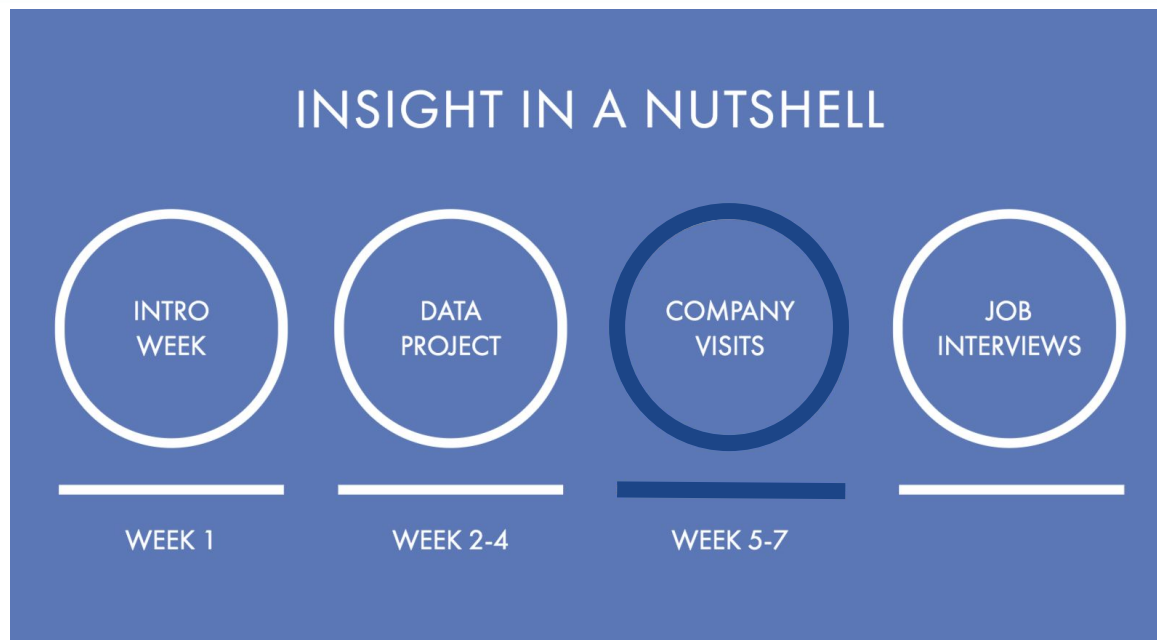 INSIGHT IN A NUTSHELL
INTRO
WEEK
DATA
PROJECT
COMPANY
VISITS
JOB
INTERVIEWS
WEEK 1
WEEK 2-4
WEEK 5-7